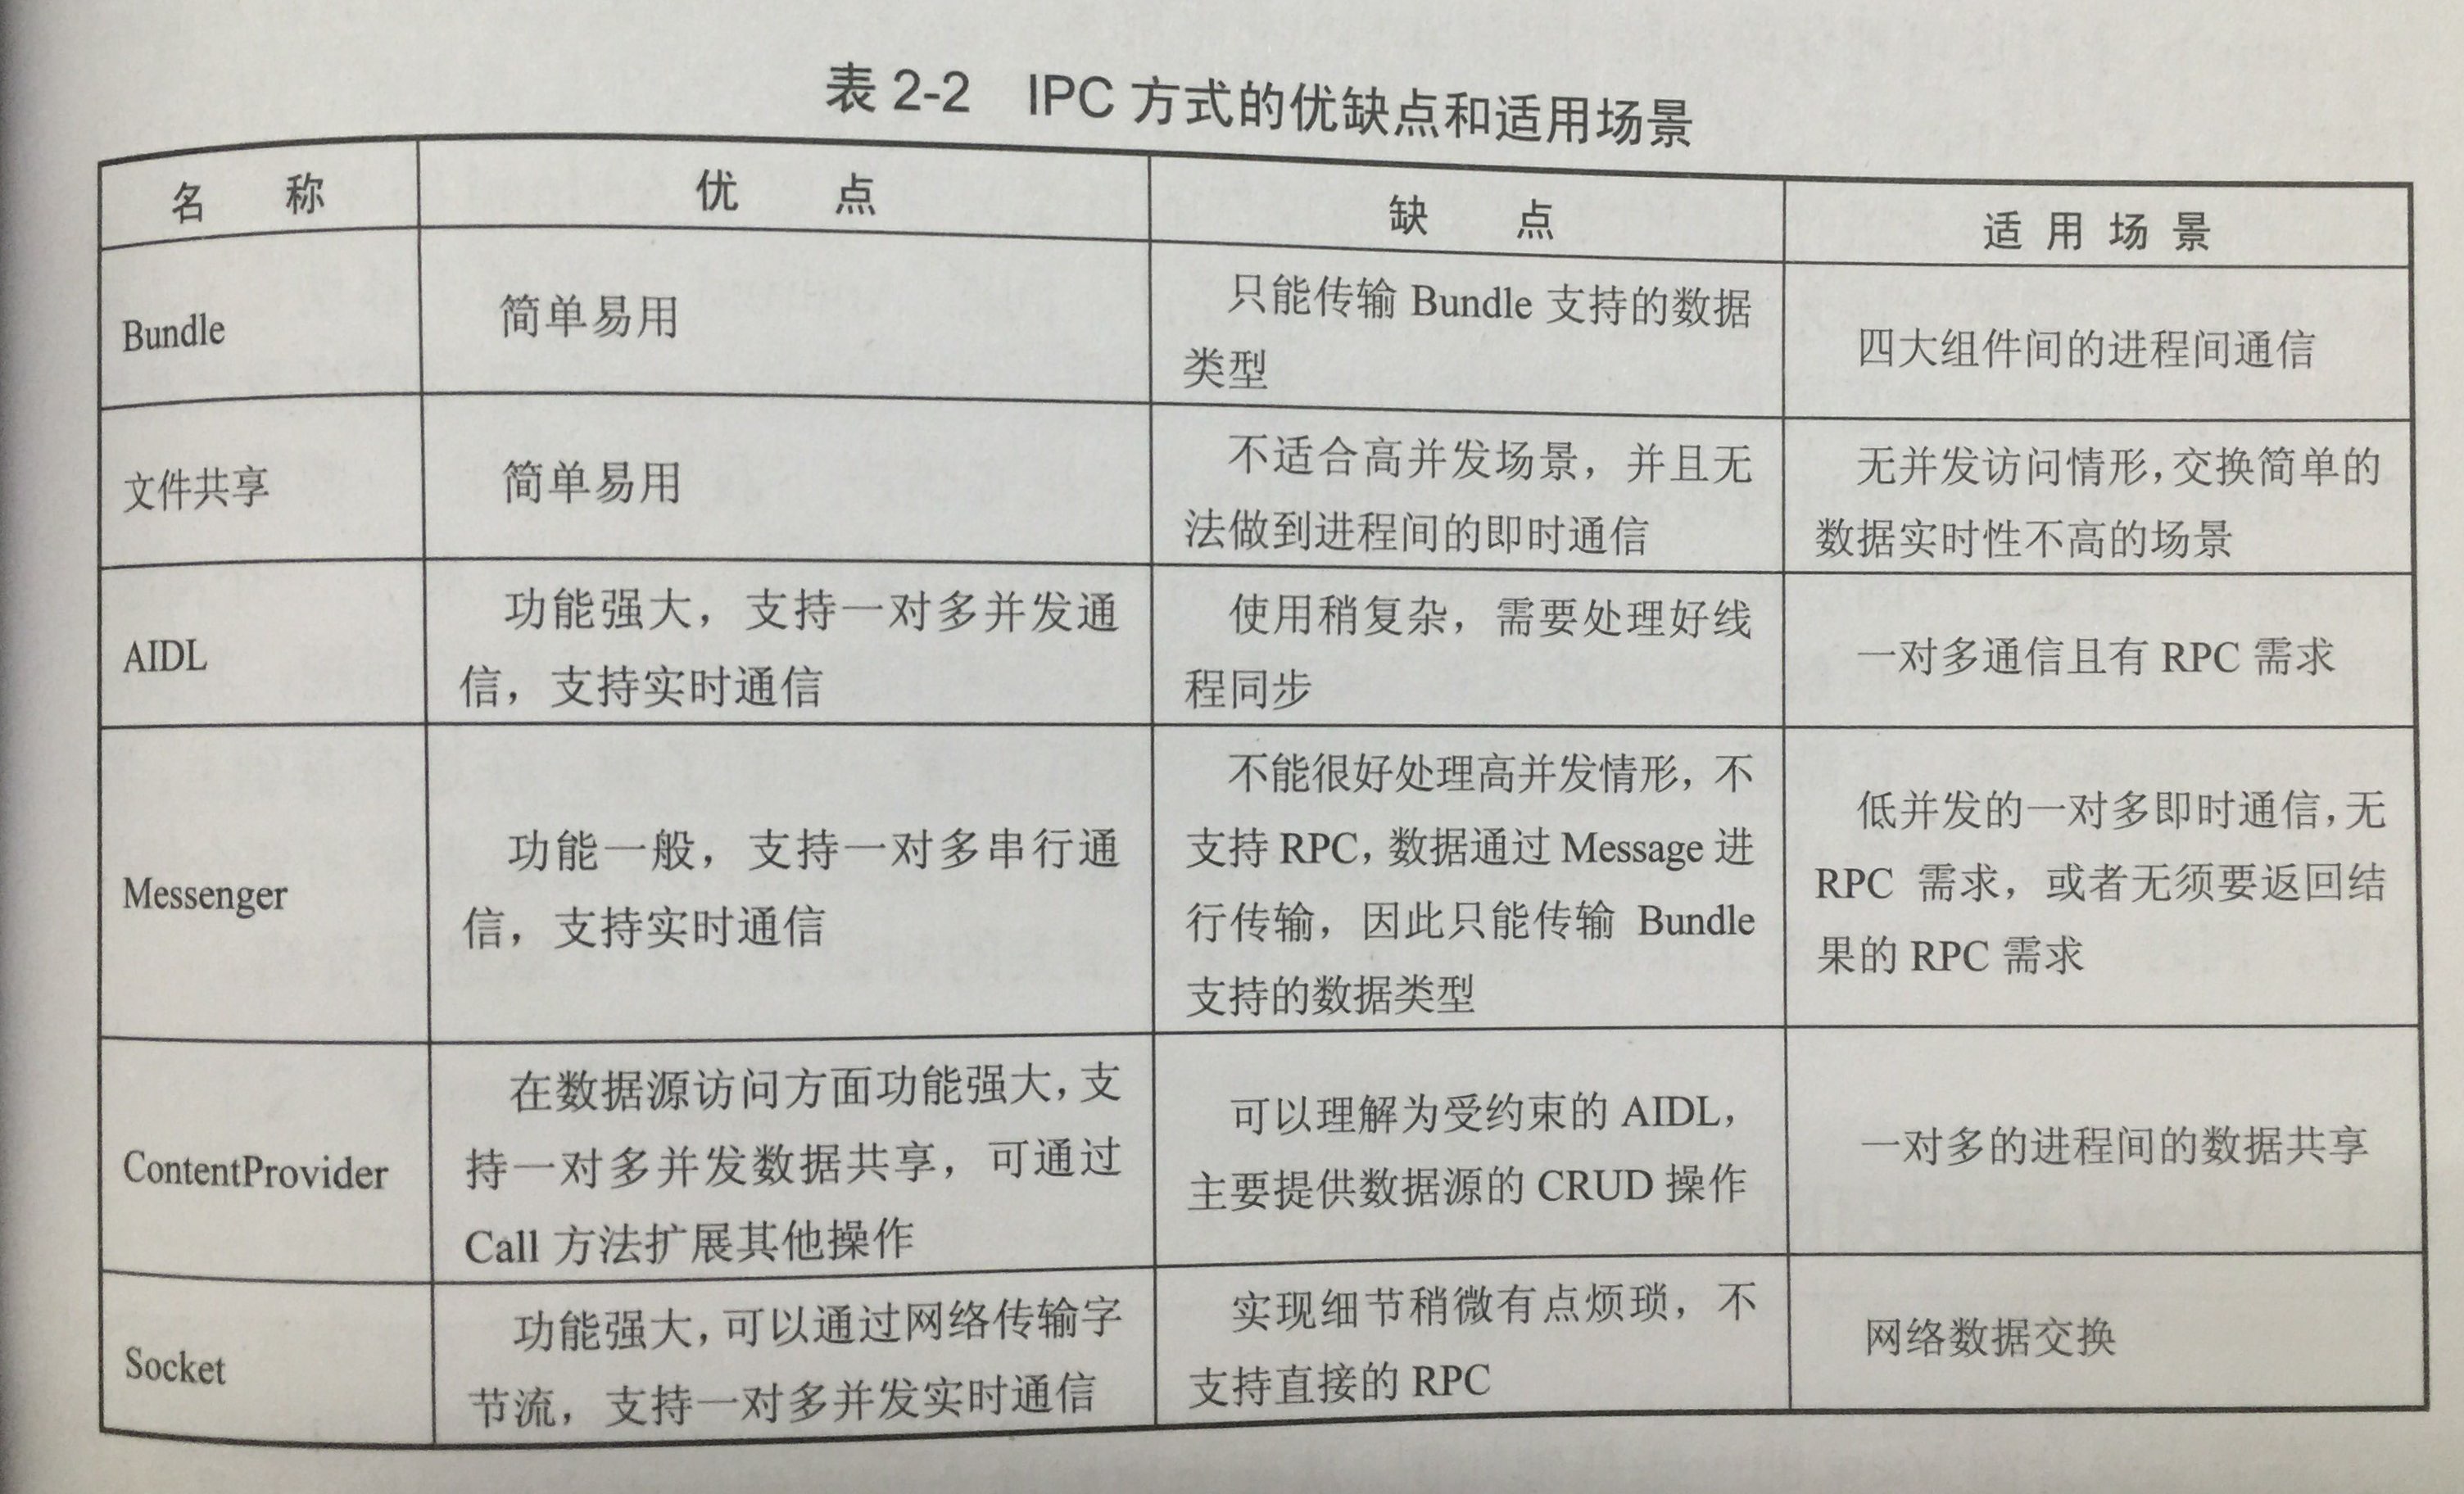 表 2-2 IPC 方式的优缺点和适用场景
名 称 优 点 缺 点 适 用 场 景
Bundle
简单易用
只能传输 Bundle 支持的数据
类型
四大组件间的进程间通信
文件共享
简单易用
不适合高并发场景，并且无
法做到进程间的即时通信
无并发访问情形，交换简单的
数据实时性不高的场景
AIDL
功能强大，支持一对多并发通
信，支持实时通信
使用稍复杂，需要处理好线
程同步
一对多通信且有 RPC 需求
Messenger
功能一般，支持一对多串行通
信，支持实时通信
不能很好处理高并发情形，不
支持 RPC，数据通过 Message 进
行传输，因此只能传输 Bundle
支持的数据类型
低并发的一对多即时通信，无
RPC 需求，或者无须要返回结
果的 RPC 需求
ContentProvider
在数据源访问方面功能强大，支
持一对多并发数据共享，可通过
Call 方法扩展其他操作
可以理解为受约束的 AIDL，
主要提供数据源的 CRUD 操作
一对多的进程间的数据共享
Socket
功能强大，可以通过网络传输字
节流，支持一对多并发实时通信
实现细节稍微有点烦琐，不
支持直接的 RPC
网络数据交换